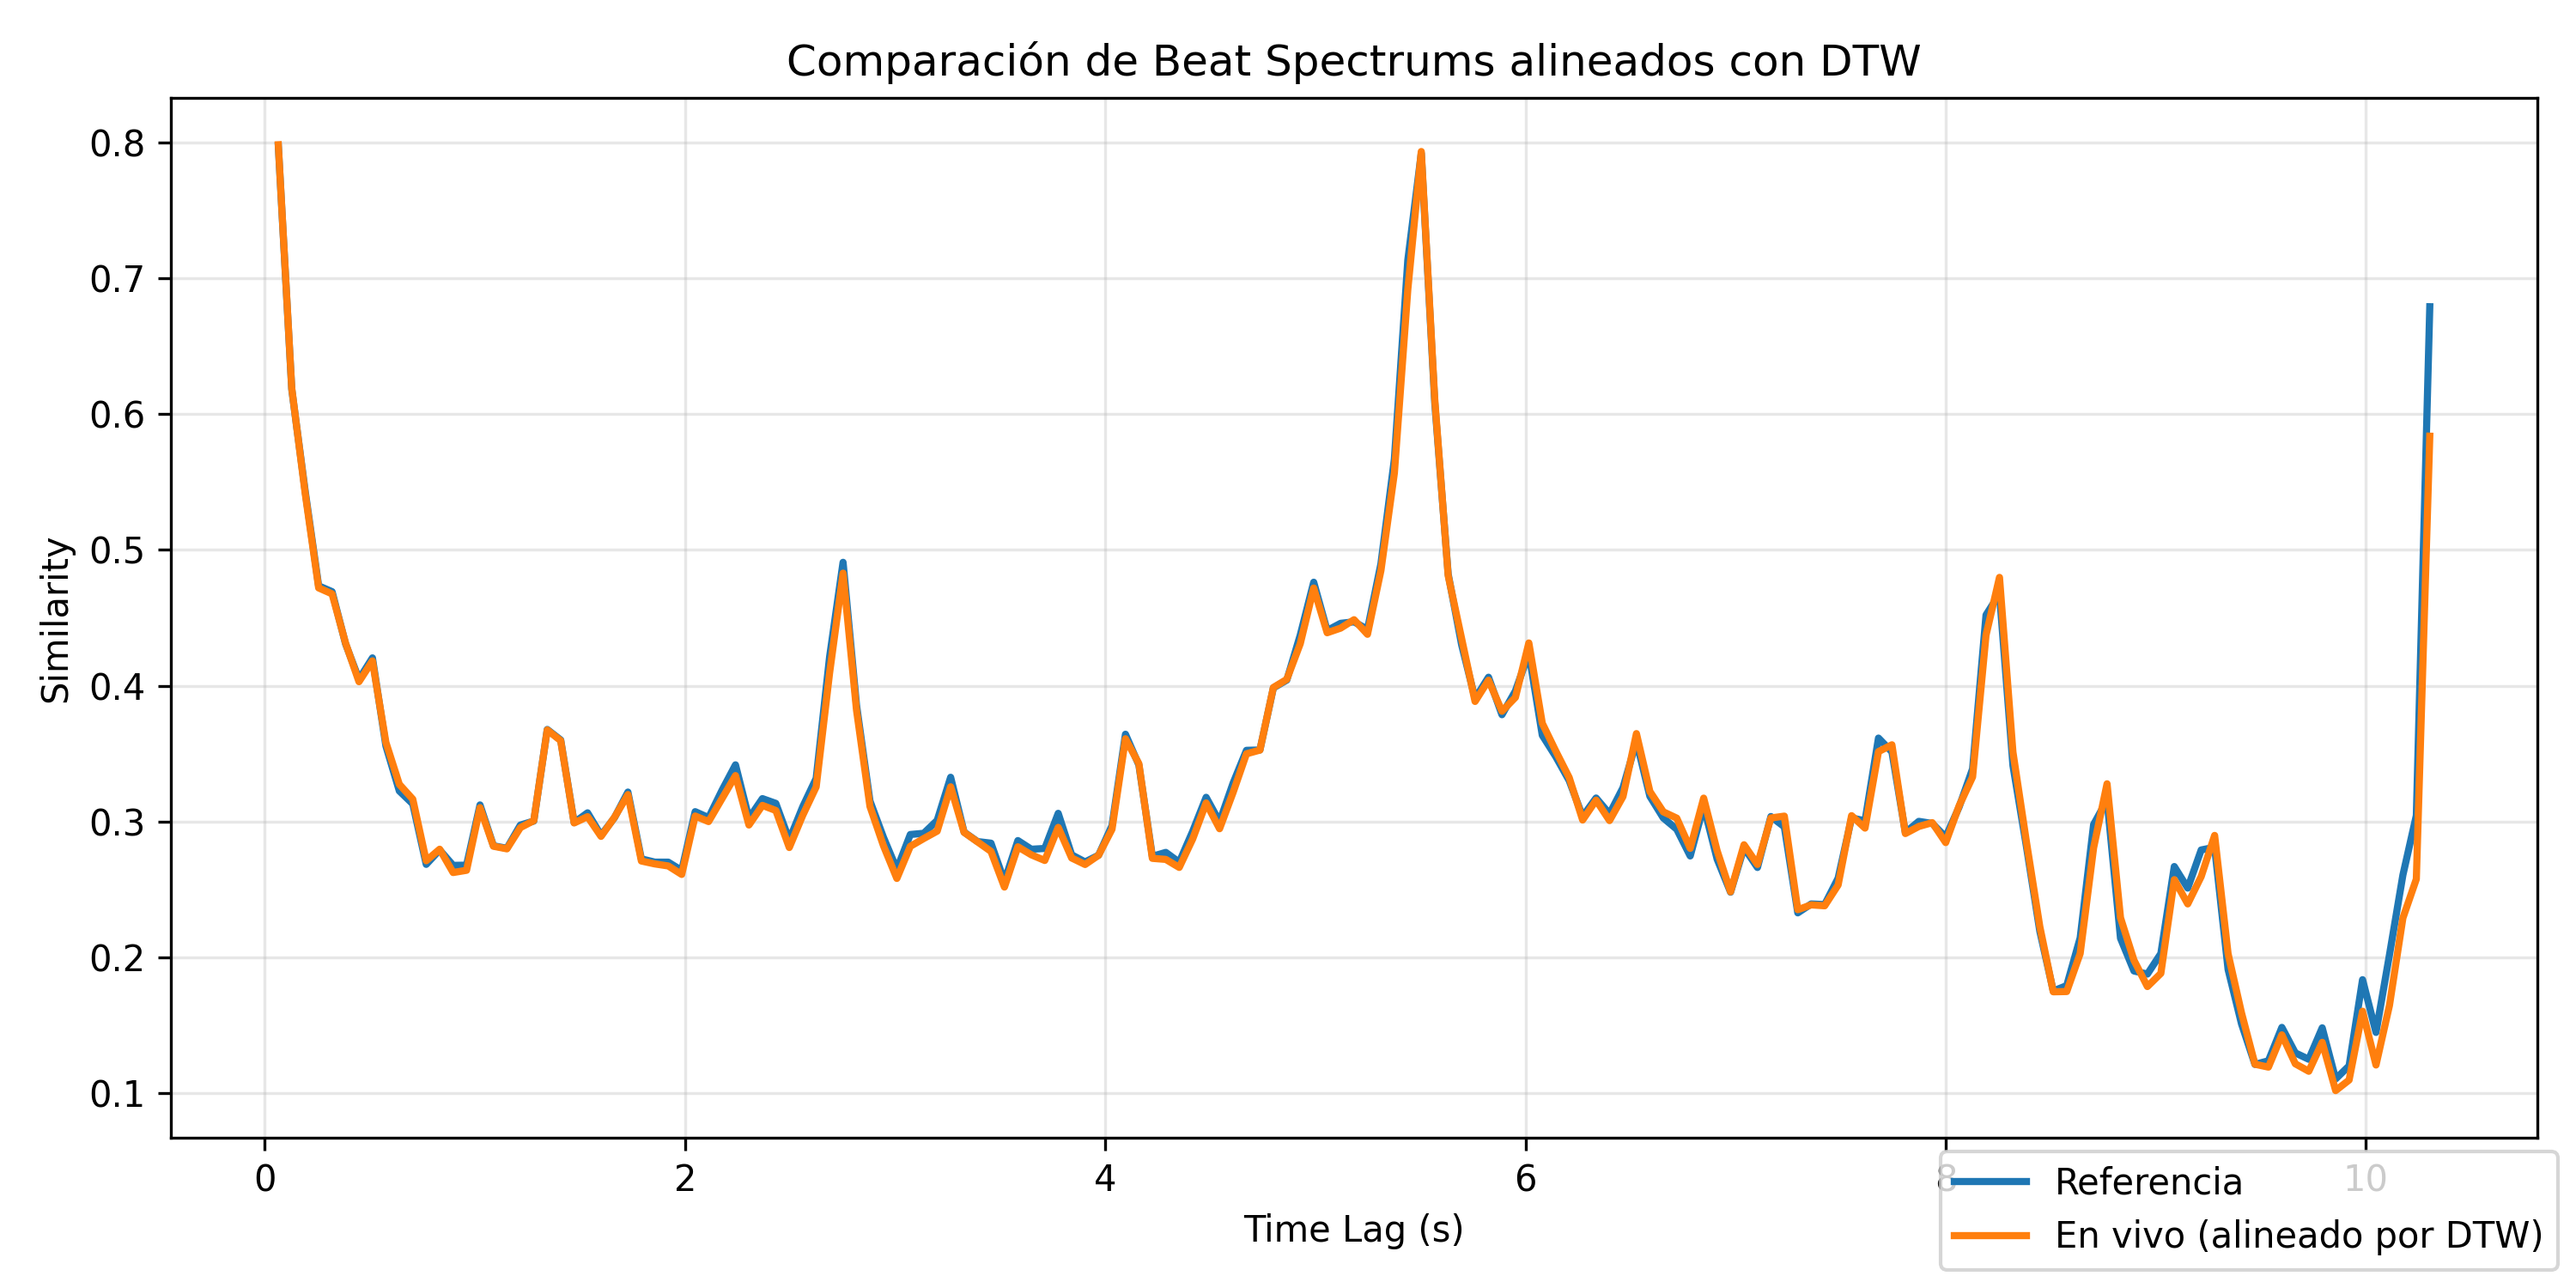 Comparación de Beat Spectrums alineados con DTW
Similarity
0.8
0.7
0.6
0.5
0.4
0.3
0.2
0.1
0 2 4 6 8 10
Time Lag (s)
Referencia
En vivo (alineado por DTW)